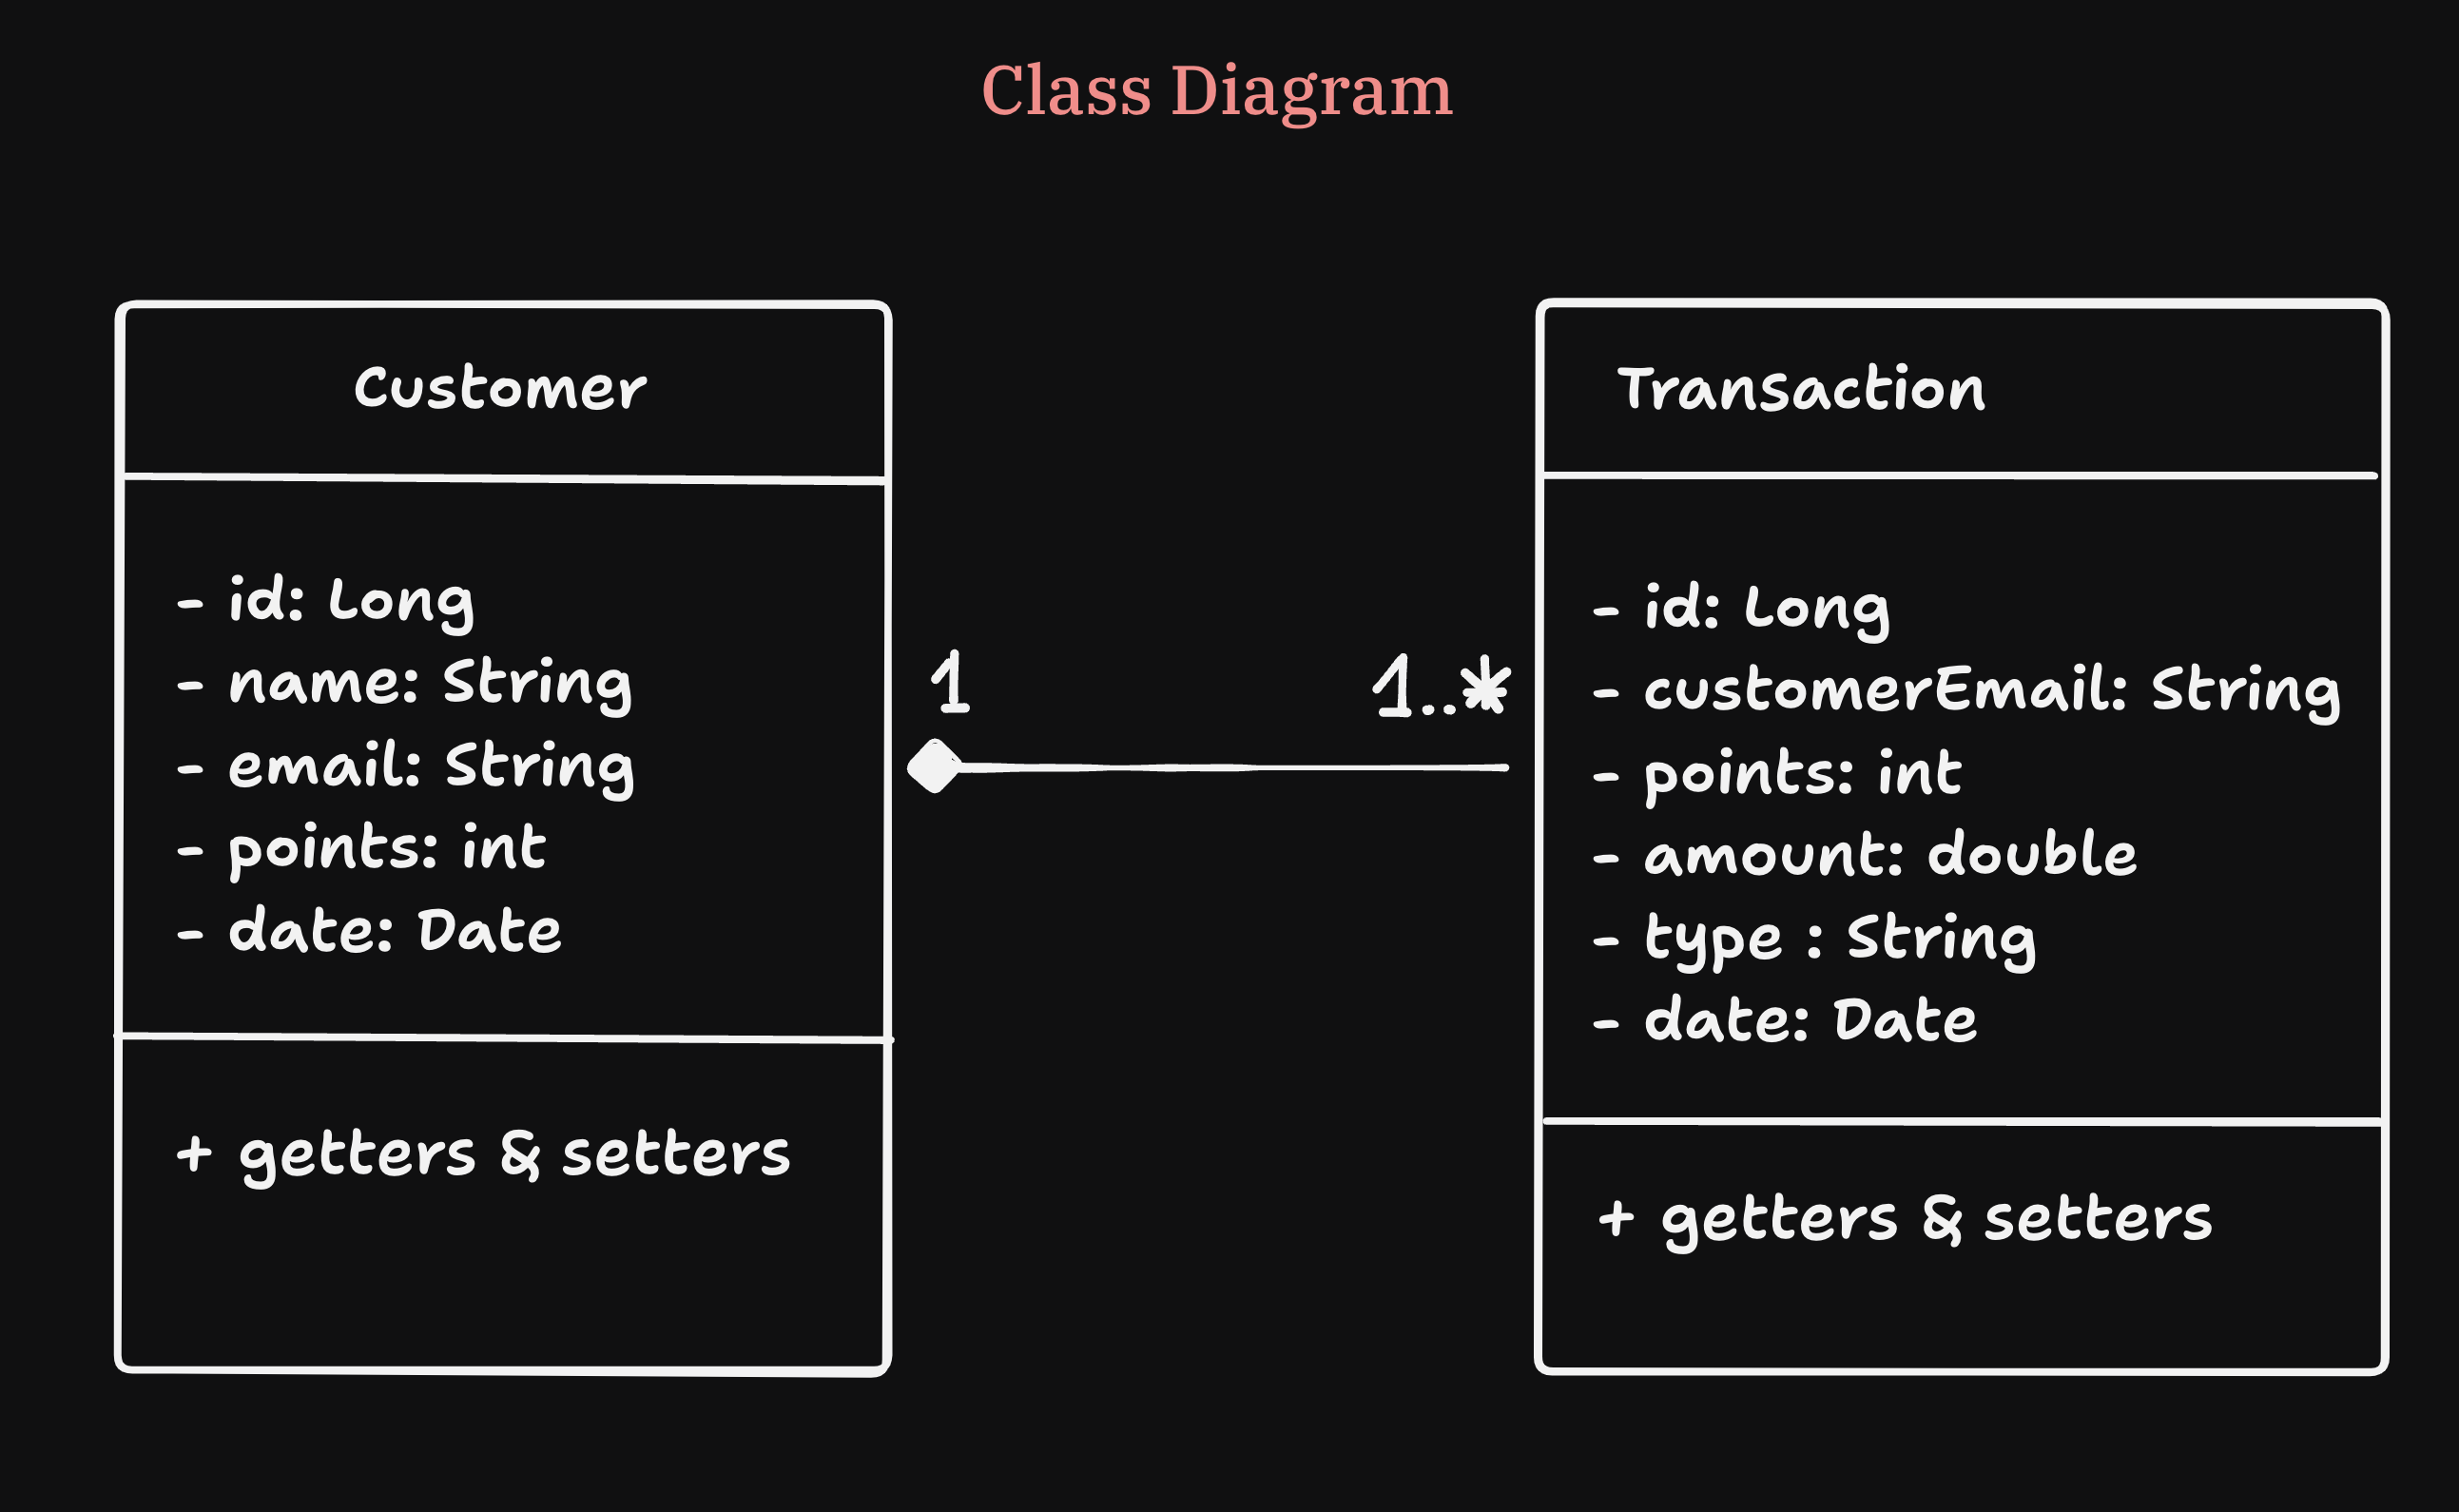 Class Diagram
Customer
- id: Long
- name: String
- email: String
- points: int
- date: Date
+ getters & setters
1
1..*
Transaction
- id: Long
- customerEmail: String
- points: int
- amount: double
- type : String
- date: Date
+ getters & setters